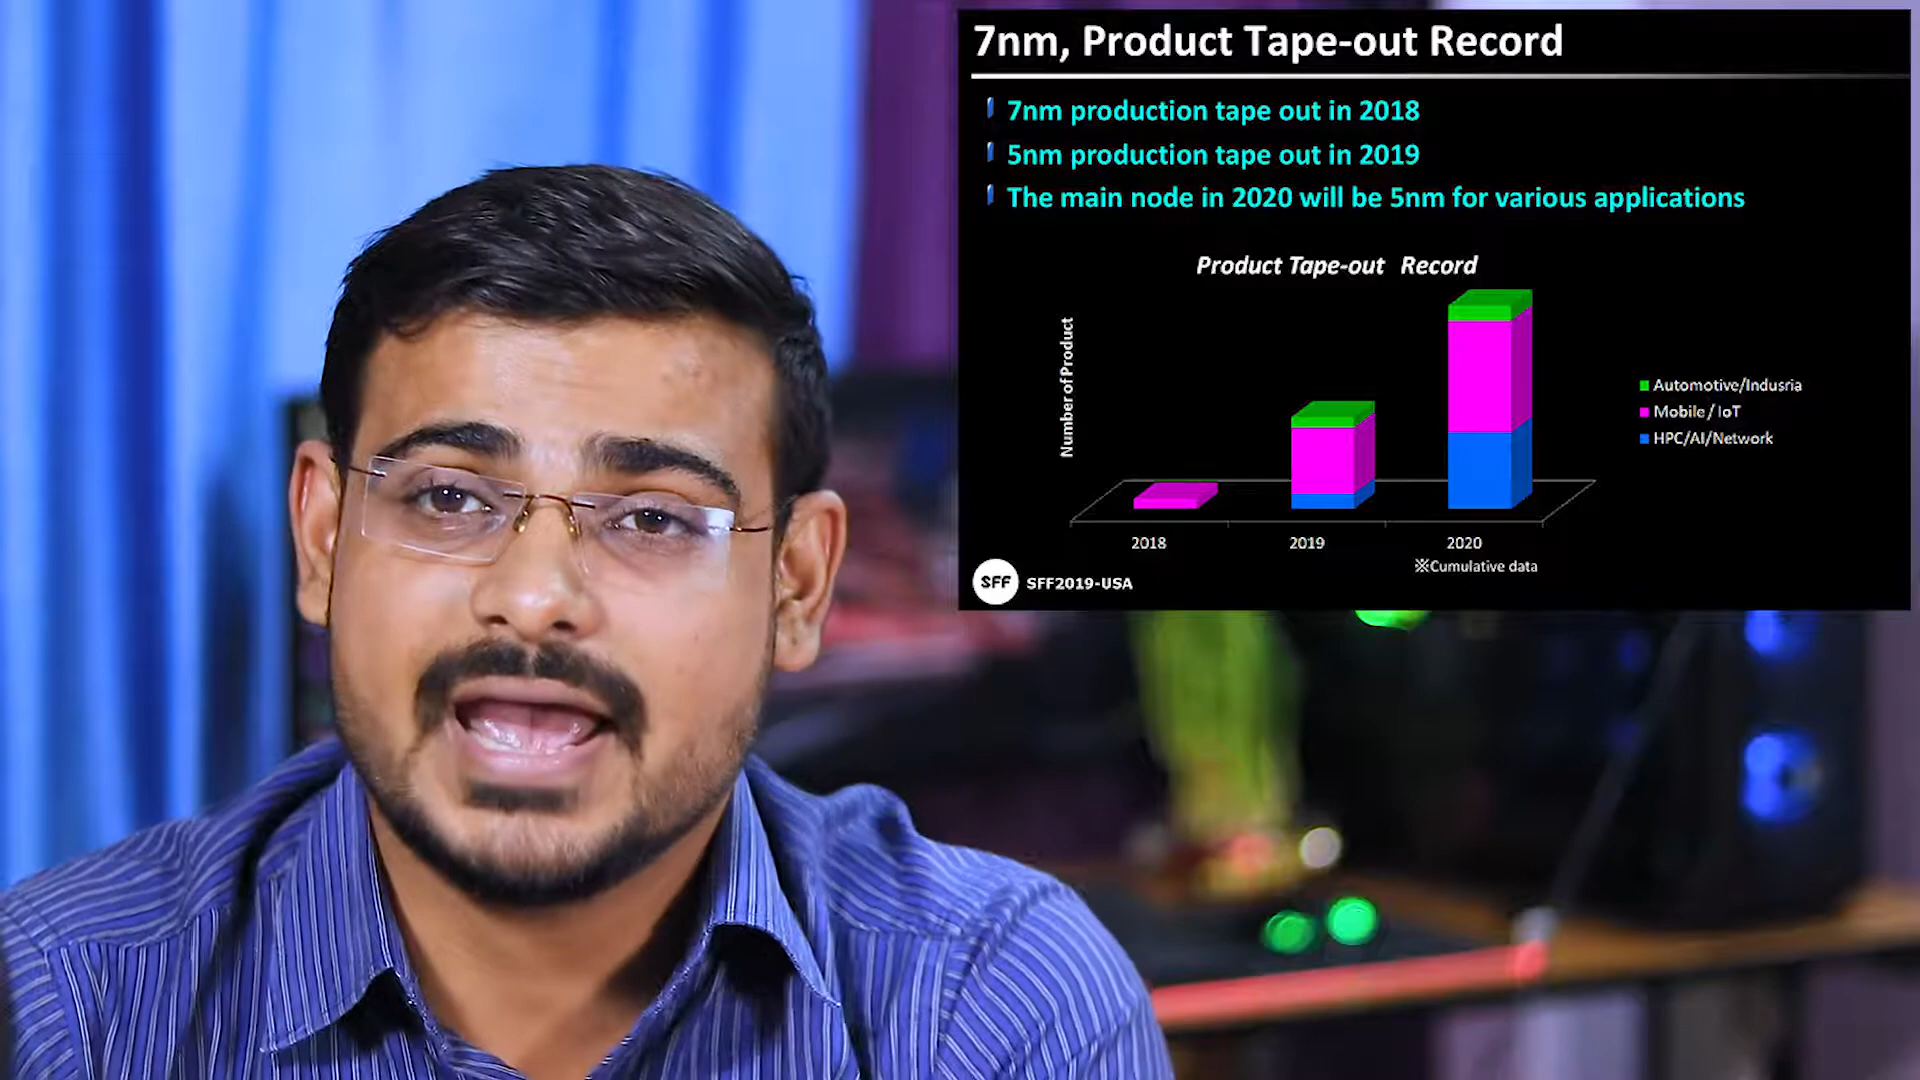 7nm, Product Tape-out Record
7nm production tape out in 2018
5nm production tape out in 2019
The main node in 2020 will be 5nm for various applications
Product Tape-out Record
Number of Product
Automotive/Indusria
Mobile / IoT
HPC/AI/Network
2018
2019
2020
※Cumulative data
SFF
SFF2019-USA